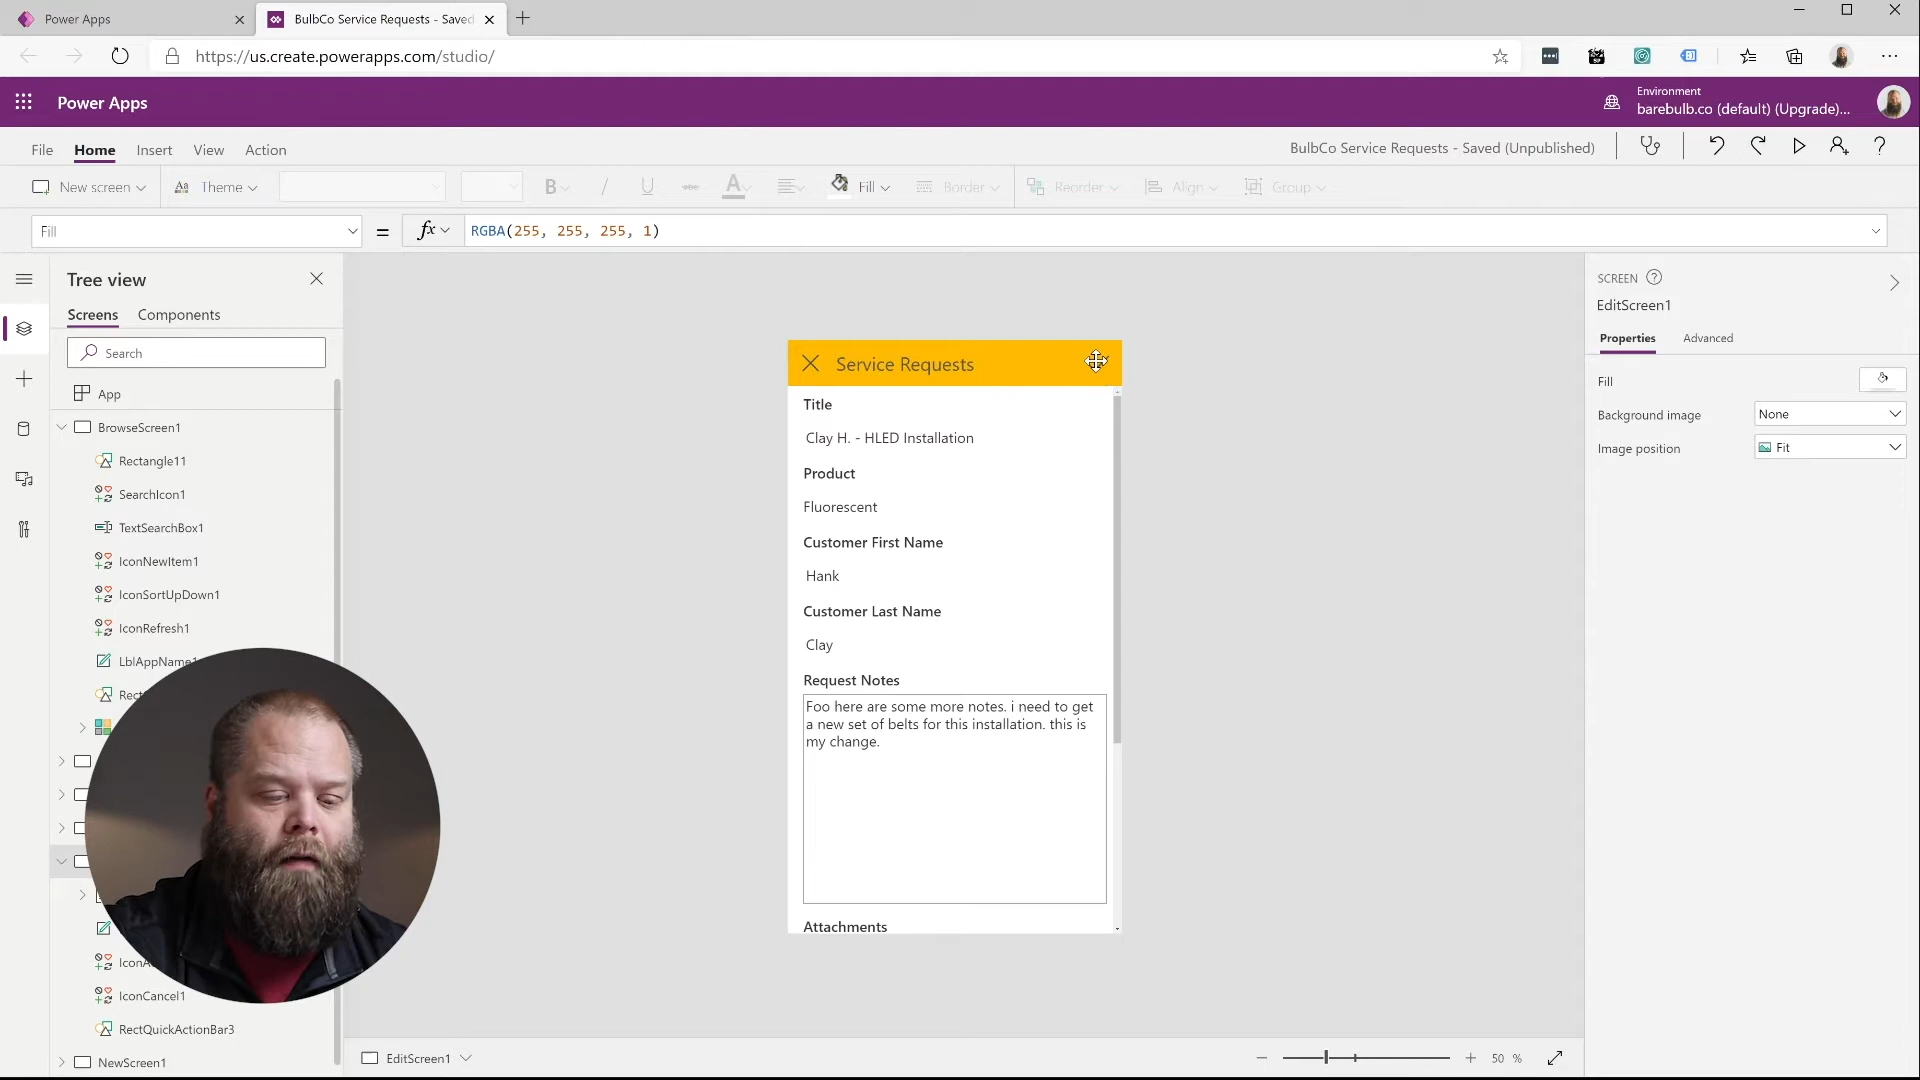 Power Apps
BulbCo Service Requests - Saved
https://us.create.powerapps.com/studio/
Power Apps
Environment
barebulb.co (default) (Upgrade)...
File Home Insert View Action
BulbCo Service Requests - Saved (Unpublished)
New screen
Theme
B
I
U
abc
A
Fill
Border
Reorder
Align
Group
Fill
=
fx
RGBA(255, 255, 255, 1)
Tree view
Screens Components
Search
App
BrowseScreen1
Rectangle11
SearchIcon1
TextSearchBox1
IconNewItem1
IconSortUpDown1
IconRefresh1
LblAppName1
Rect
IconA
IconCancel1
RectQuickActionBar3
NewScreen1
Service Requests
Title
Clay H. - HLED Installation
Product
Fluorescent
Customer First Name
Hank
Customer Last Name
Clay
Request Notes
Foo here are some more notes. i need to get
a new set of belts for this installation. this is
my change.
Attachments
EditScreen1
50 %
SCREEN
EditScreen1
Properties Advanced
Fill
Background image
None
Image position
Fit